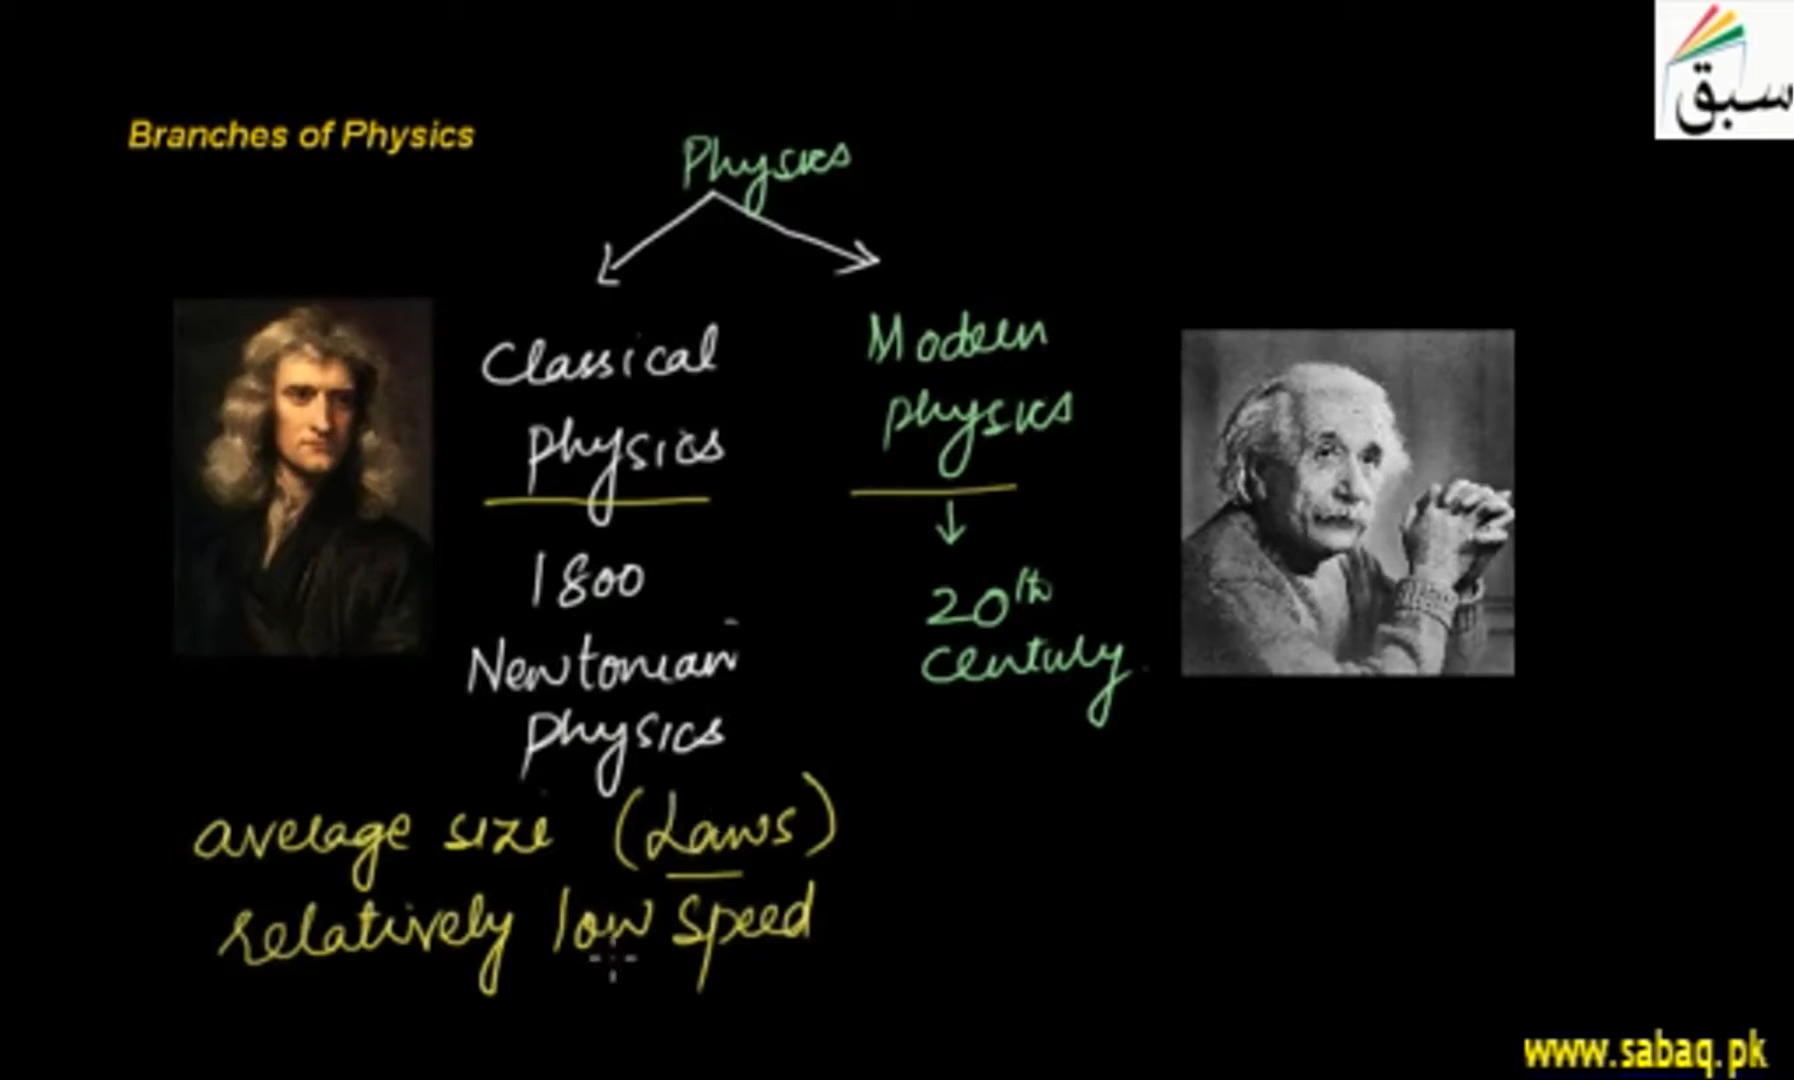 سبق
Branches of Physics
Physics
Classical
physics
1800
Newtonian
physics
average size (Laws)
relatively low speed
Modern
physics
20th
century
www.sabaq.pk